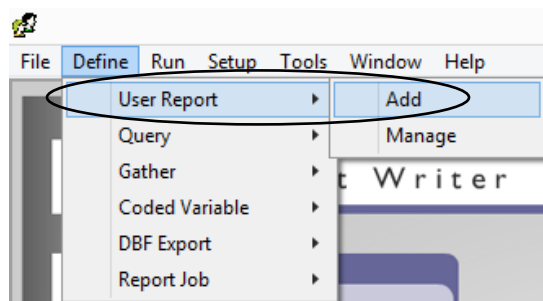 File Define Run Setup Tools Window Help
User Report Add
Query Manage
Gather
t Writer
Coded Variable
DBF Export
Report Job